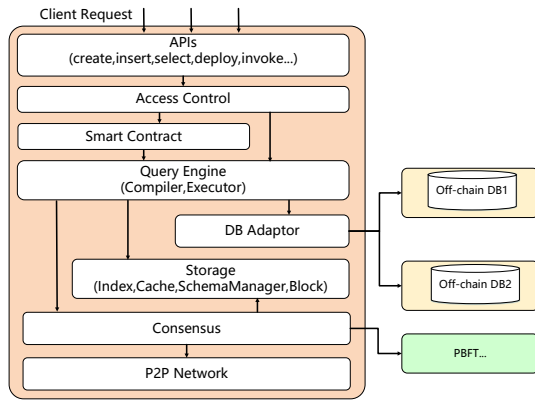 Client Request
APIs
(create,insert,select,deploy,invoke...)
Access Control
Smart Contract
Query Engine
(Compiler,Executor)
Off-chain DB1
DB Adaptor
Storage
(Index,Cache,SchemaManager,Block)
Off-chain DB2
Consensus
PBFT...
P2P Network